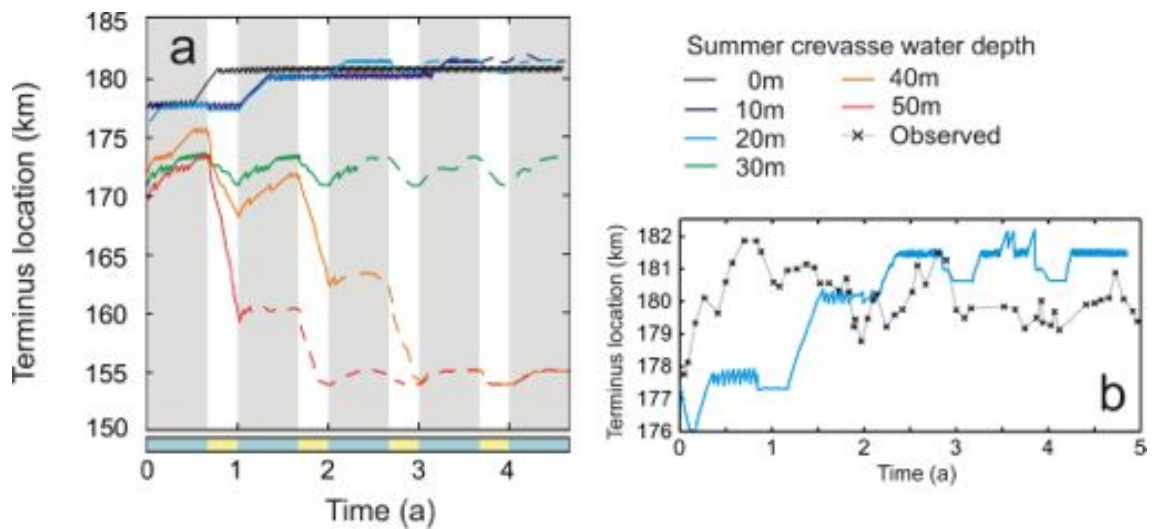 185
180
175
170
165
160
155
150
Terminus location (km)
a
0 1 2 3 4
Time (a)
Summer crevasse water depth
0m
10m
20m
30m
40m
50m
Observed
182
181
180
179
178
177
176
Terminus location (km)
b
0 1 2 3 4 5
Time (a)